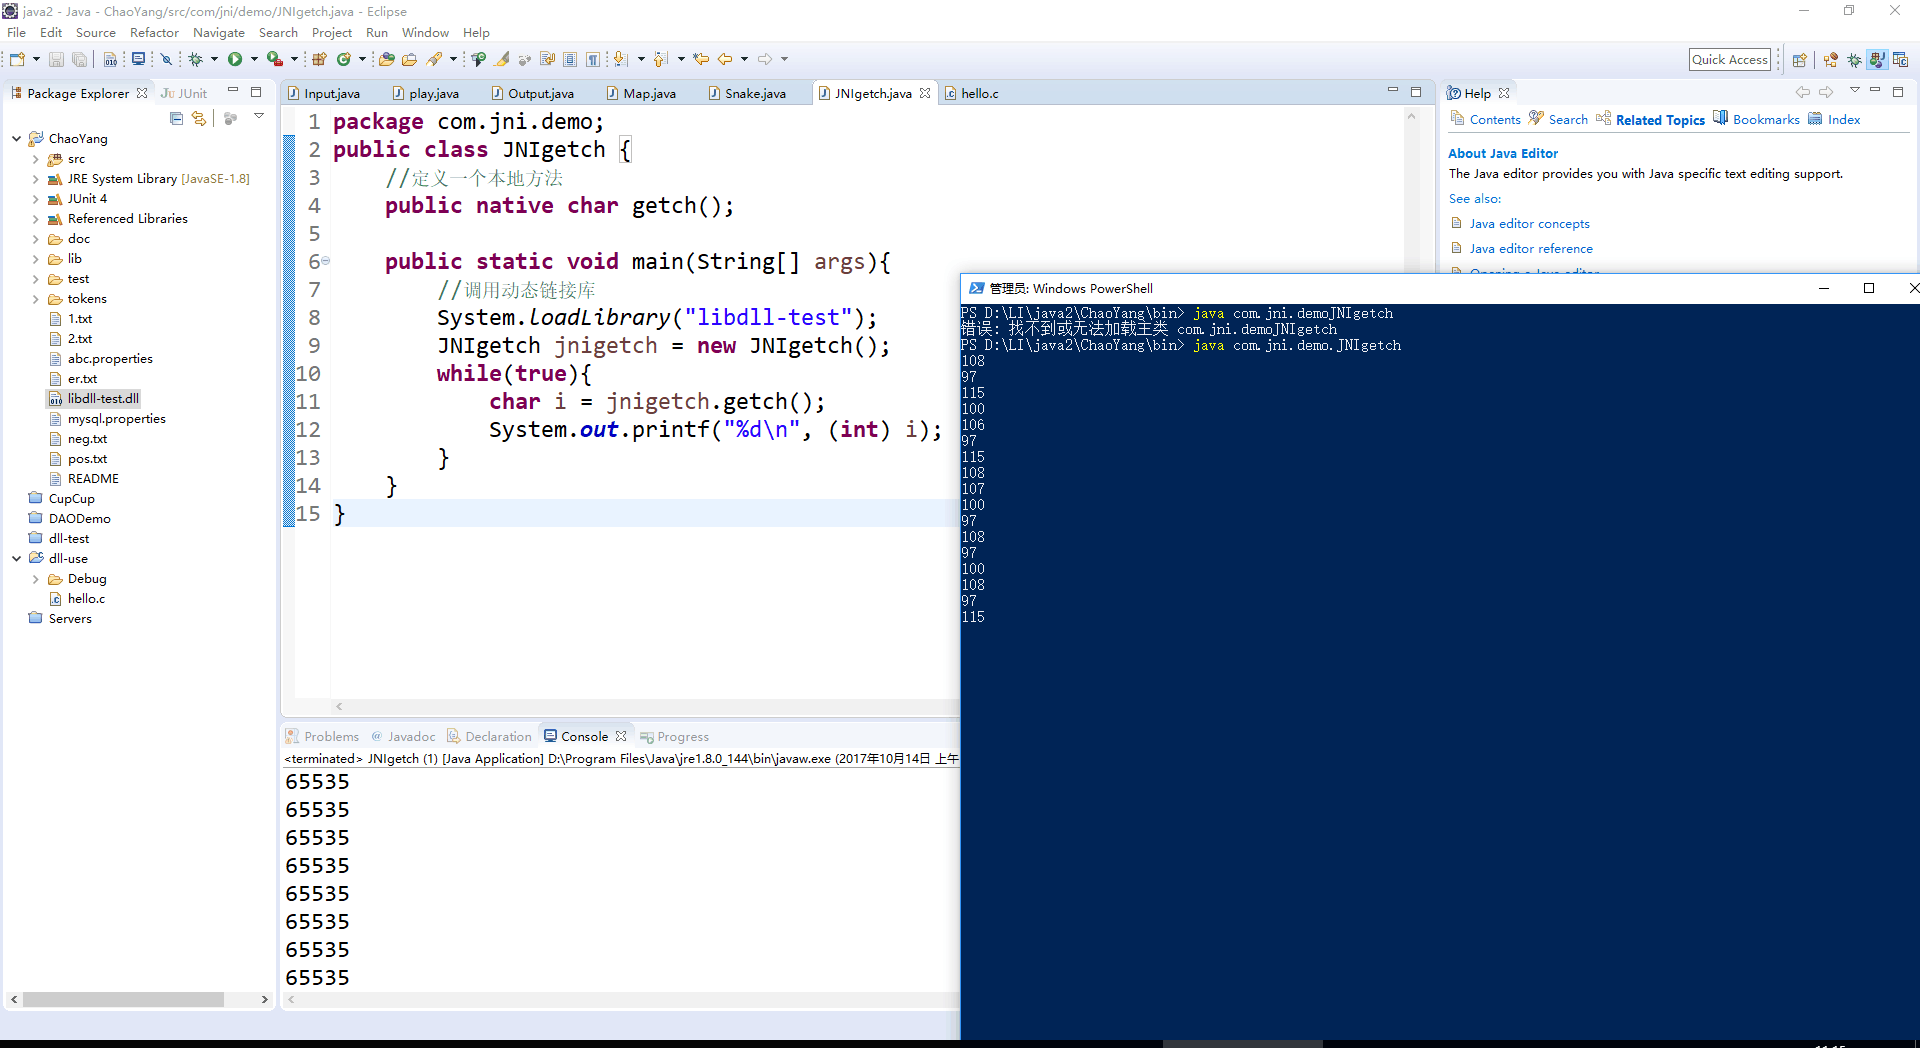 java2 - Java - ChaoYang/src/com/jni/demo/JNIgetch.java - Eclipse
File Edit Source Refactor Navigate Search Project Run Window Help
Quick Access
Package Explorer JUnit
ChaoYang
src
JRE System Library [JavaSE-1.8]
JUnit 4
Referenced Libraries
doc
lib
test
tokens
1.txt
2.txt
abc.properties
er.txt
libdll-test.dll
mysql.properties
neg.txt
pos.txt
README
CupCup
DAODemo
dll-test
dll-use
Debug
hello.c
Servers
Input.java play.java Output.java Map.java Snake.java JNIgetch.java hello.c
1 package com.jni.demo;
2 public class JNIgetch {
3 //定义一个本地方法
4 public native char getch();
5
6 public static void main(String[] args){
7 //调用动态链接库
8 System.loadLibrary("libdll-test");
9 JNIgetch jnigetch = new JNIgetch();
10 while(true){
11 char i = jnigetch.getch();
12 System.out.printf("%d\n", (int) i);
13 }
14 }
15 }
Problems Javadoc Declaration Console Progress
<terminated> JNIgetch (1) [Java Application] D:\Program Files\Java\jre1.8.0_144\bin\javaw.exe (2017年10月14日 上午
65535
65535
65535
65535
65535
65535
65535
65535
Help
Contents Search Related Topics Bookmarks Index
About Java Editor
The Java editor provides you with Java specific text editing support.
See also:
Java editor concepts
Java editor reference
管理员: Windows PowerShell
PS D:\LI\java2\ChaoYang\bin> java com.jni.demoJNIgetch
错误: 找不到或无法加载主类 com.jni.demoJNIgetch
PS D:\LI\java2\ChaoYang\bin> java com.jni.demo.JNIgetch
108
97
115
100
106
97
115
108
107
100
97
108
97
100
108
97
115